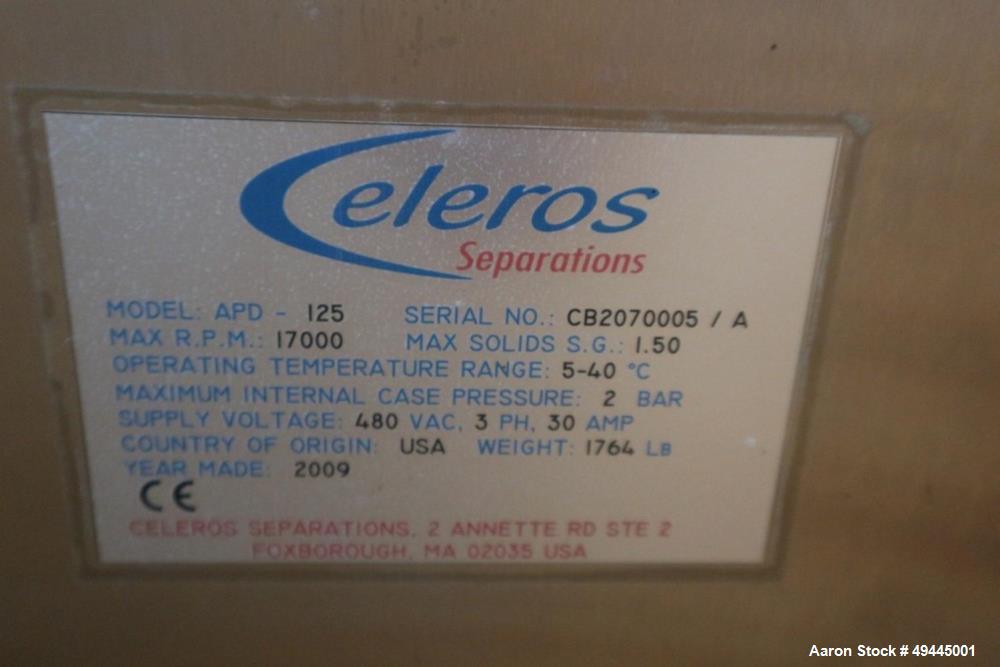 Celeros
Separations
MODEL: APD - 125 SERIAL NO.: CB2070005 / A
MAX R.P.M.: 17000 MAX SOLIDS S.G.: 1.50
OPERATING TEMPERATURE RANGE: 5-40 °C
MAXIMUM INTERNAL CASE PRESSURE: 2 BAR
SUPPLY VOLTAGE: 480 VAC, 3 PH, 30 AMP
COUNTRY OF ORIGIN: USA WEIGHT: 1764 LB
YEAR MADE: 2009
CE
CELEROS SEPARATIONS, 2 ANNETTE RD STE 2
FOXBOROUGH, MA 02035 USA
Aaron Stock # 49445001